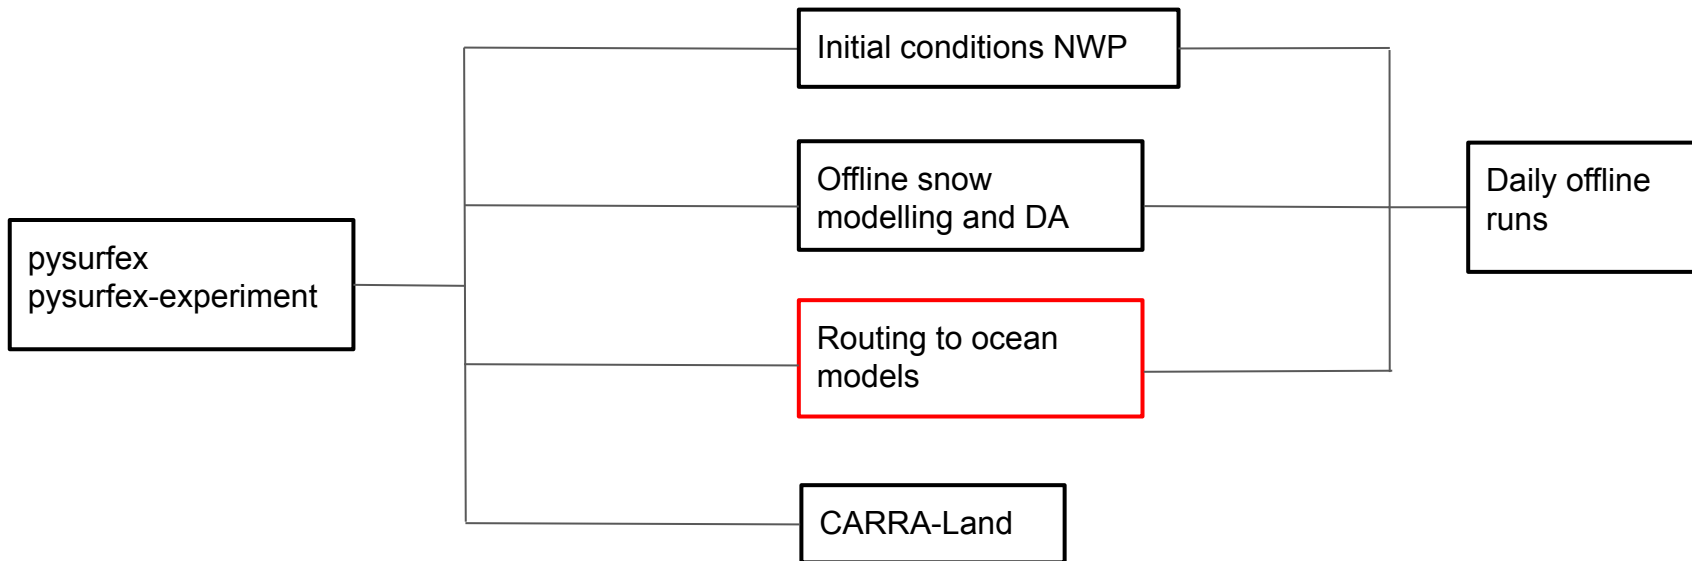 pysurfex
pysurfex-experiment
Initial conditions NWP
Offline snow
modelling and DA
Routing to ocean
models
CARRA-Land
Daily offline
runs